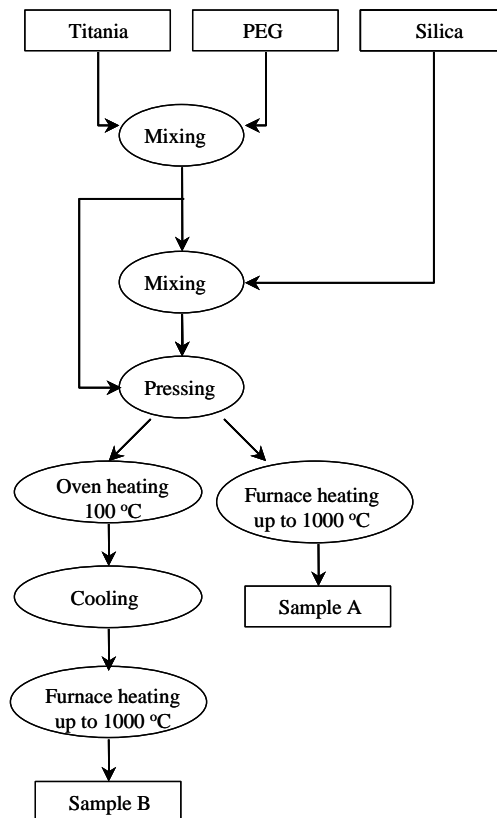 Titania
PEG
Silica
Mixing
Mixing
Pressing
Oven heating
100 ºC
Furnace heating
up to 1000 ºC
Cooling
Sample A
Furnace heating
up to 1000 ºC
Sample B